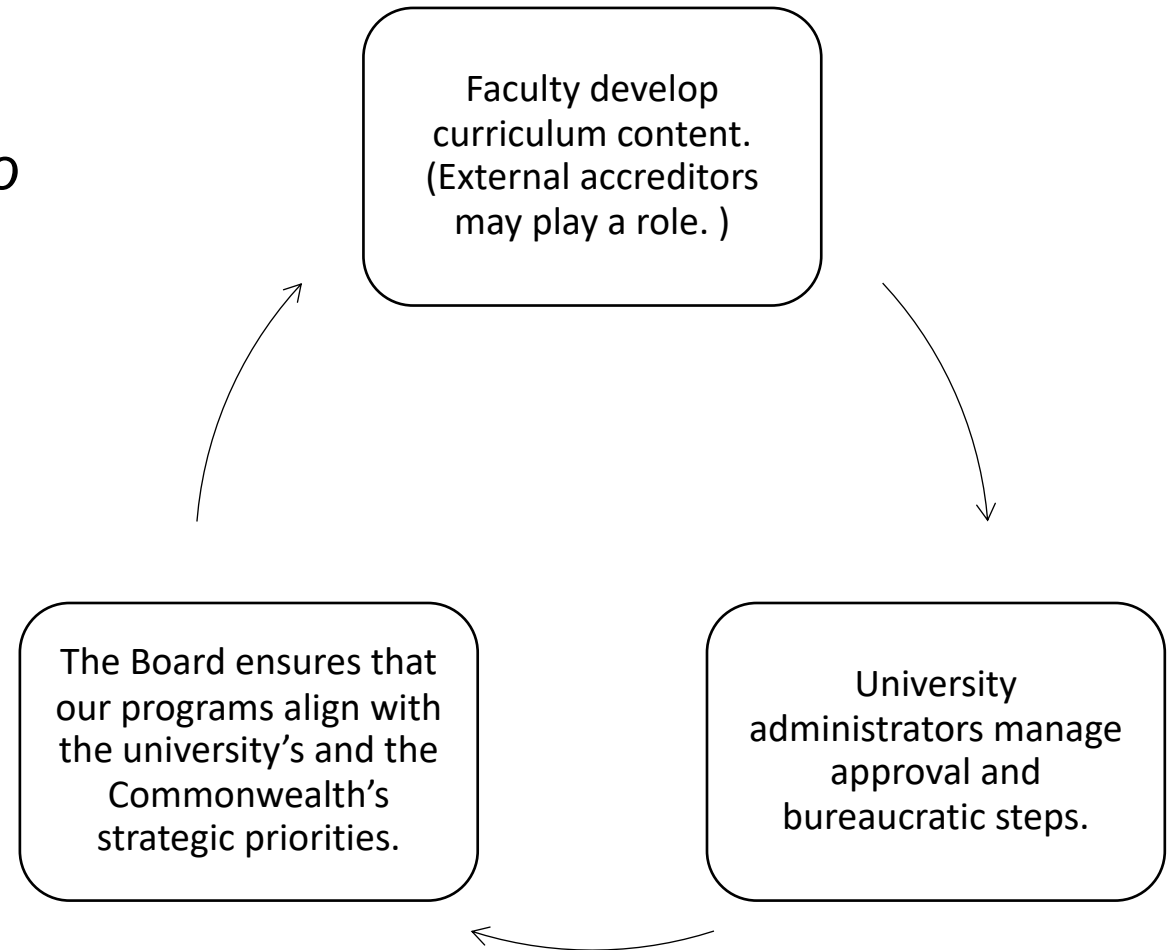 Faculty develop
curriculum content.
(External accreditors
may play a role. )
The Board ensures that
our programs align with
the university’s and the
Commonwealth’s
strategic priorities.
University
administrators manage
approval and
bureaucratic steps.